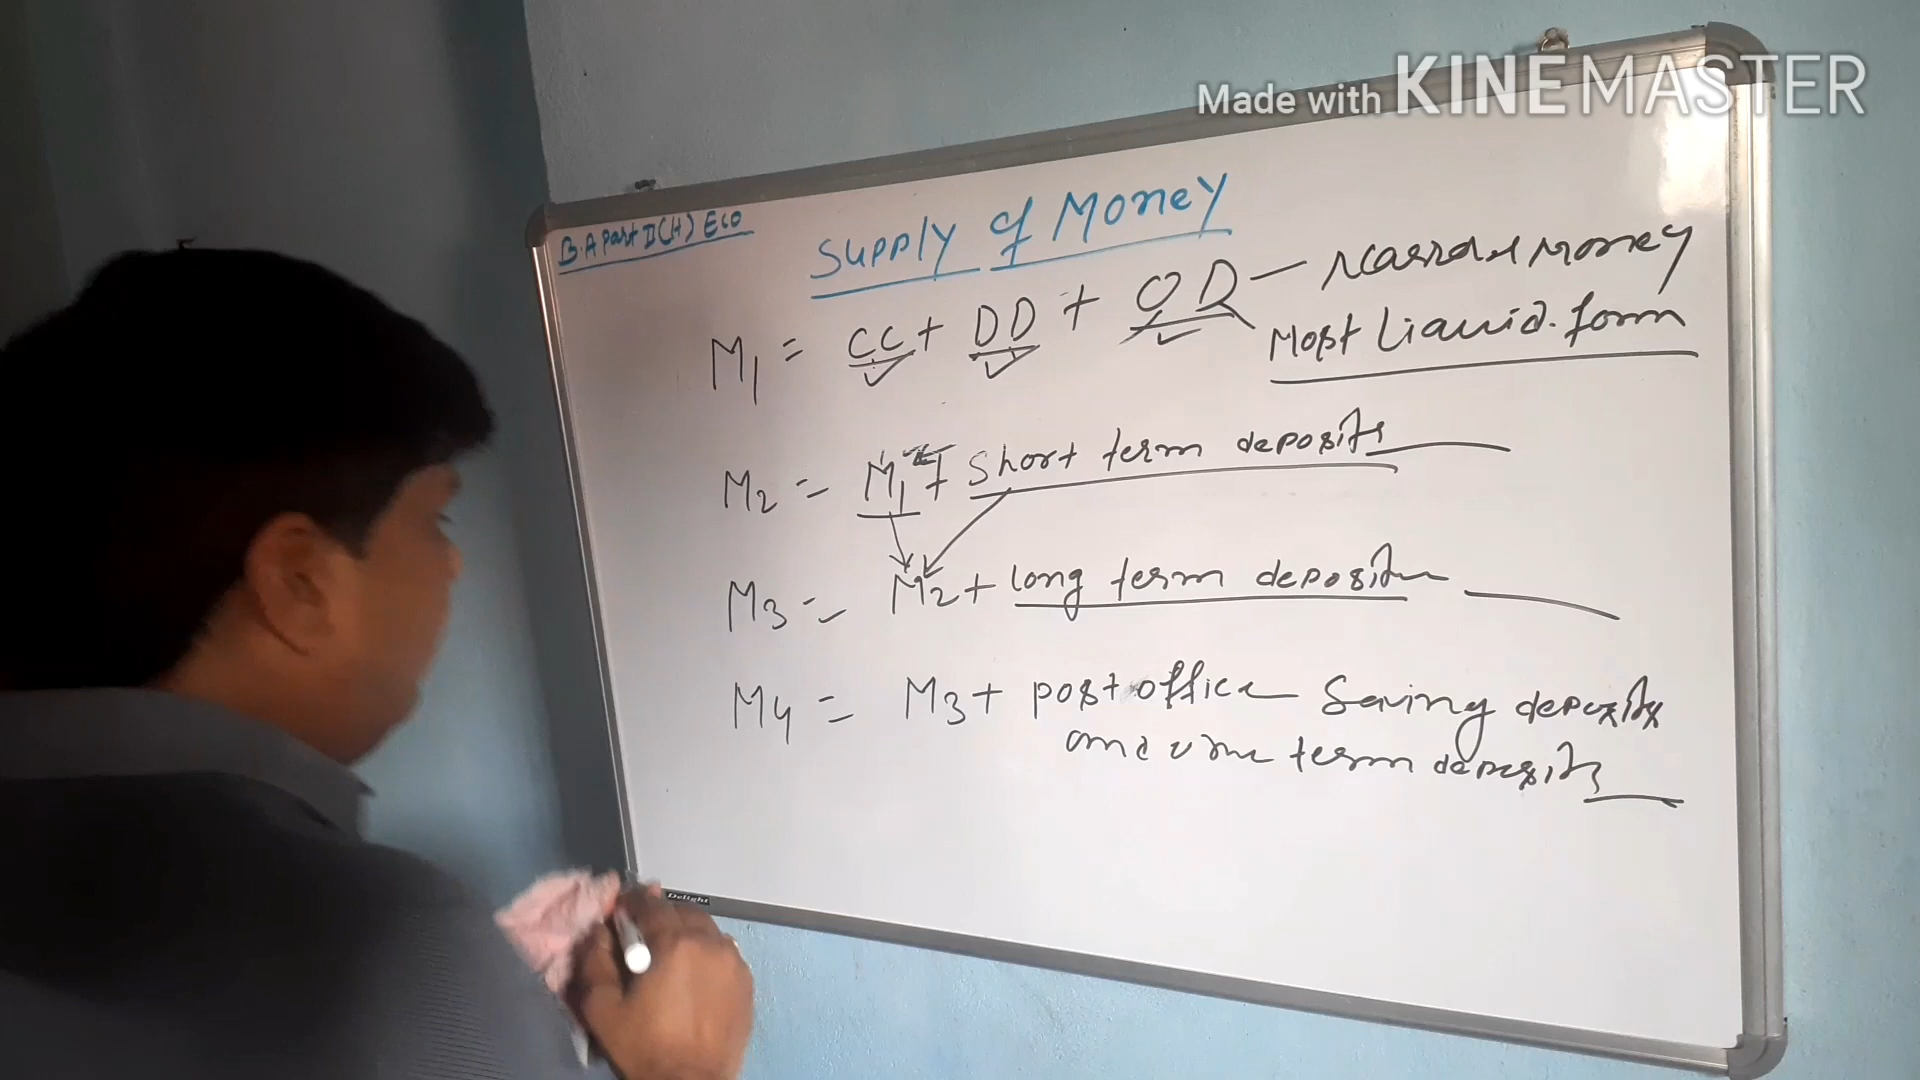 Made with KINEMASTER
B.A Part II (H) Eco
Supply of Money
M1 = CC + DD + OD — Narrow Money
Most Liquid form
M2 = M1 + Short term deposits
M3 = M2 + long term deposits
M4 = M3 + post office Saving deposits
and term deposits
Delight